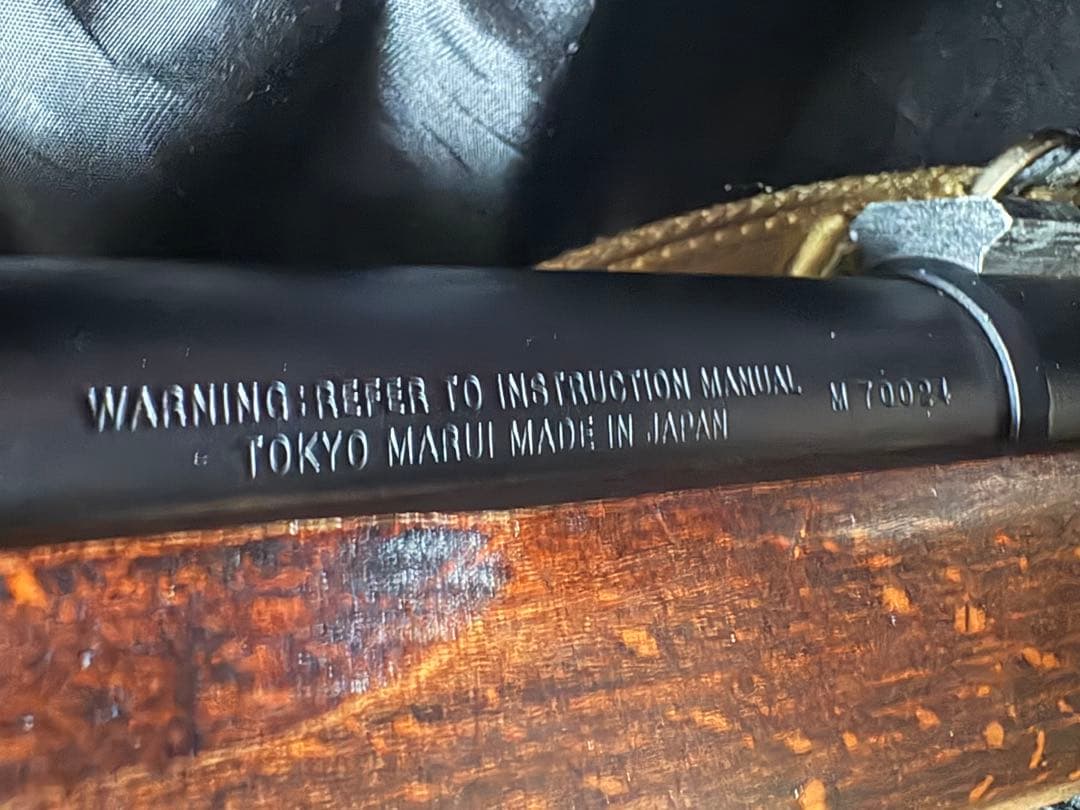 WARNING:REFER TO INSTRUCTION MANUAL M 70024
TOKYO MARUI MADE IN JAPAN